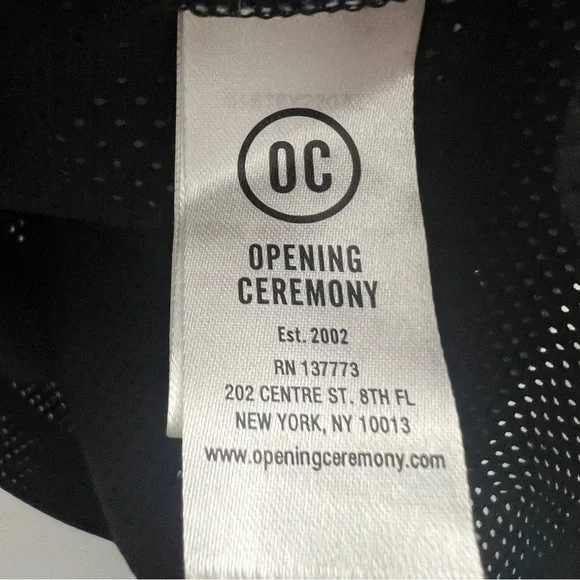 OC
OPENING
CEREMONY
Est. 2002
RN 137773
202 CENTRE ST. 8TH FL
NEW YORK, NY 10013
www.openingceremony.com